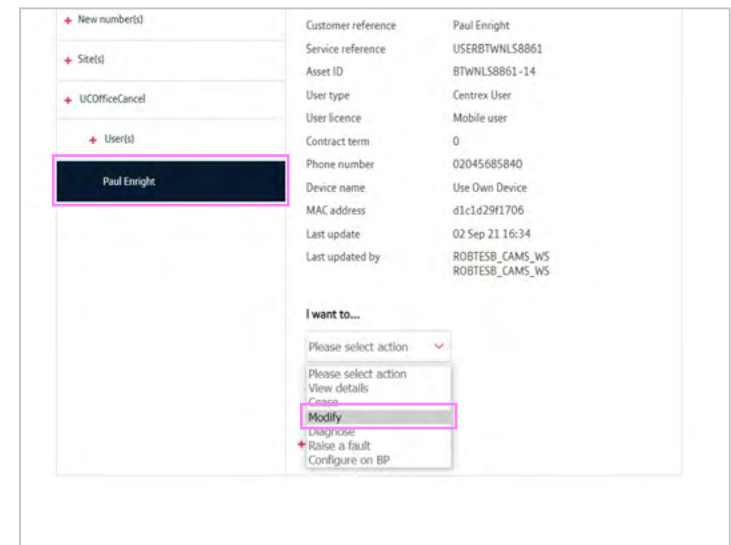 + New number(s)
+ Site(s)
+ UCOfficeCancel
+ User(s)
Paul Enright
Customer reference Paul Enright
Service reference USERBTWNLS8861
Asset ID BTWNLS8861-14
User type Centrex User
User licence Mobile user
Contract term 0
Phone number 02045685840
Device name Use Own Device
MAC address d1c1d29f1706
Last update 02 Sep 21 16:34
Last updated by ROBTESB_CAMS_WS
ROBTESB_CAMS_WS
I want to...
Please select action
Please select action
View details
Cease
Modify
Diagnose
+ Raise a fault
Configure on BP